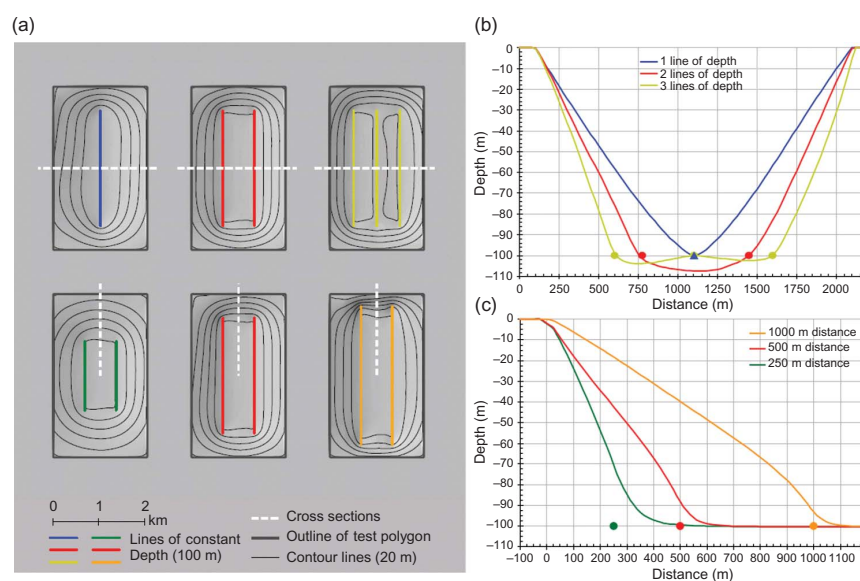 (a)
0 1 2
km
Lines of constant
Depth (100 m)
Cross sections
Outline of test polygon
Contour lines (20 m)
(b)
0
−10
−20
−30
−40
−50
−60
−70
−80
−90
−100
−110
Depth (m)
1 line of depth
2 lines of depth
3 lines of depth
0 250 500 750 1000 1250 1500 1750 2000
Distance (m)
(c)
0
−10
−20
−30
−40
−50
−60
−70
−80
−90
−100
−110
Depth (m)
1000 m distance
500 m distance
250 m distance
−100 0 100 200 300 400 500 600 700 800 900 1000 1100
Distance (m)